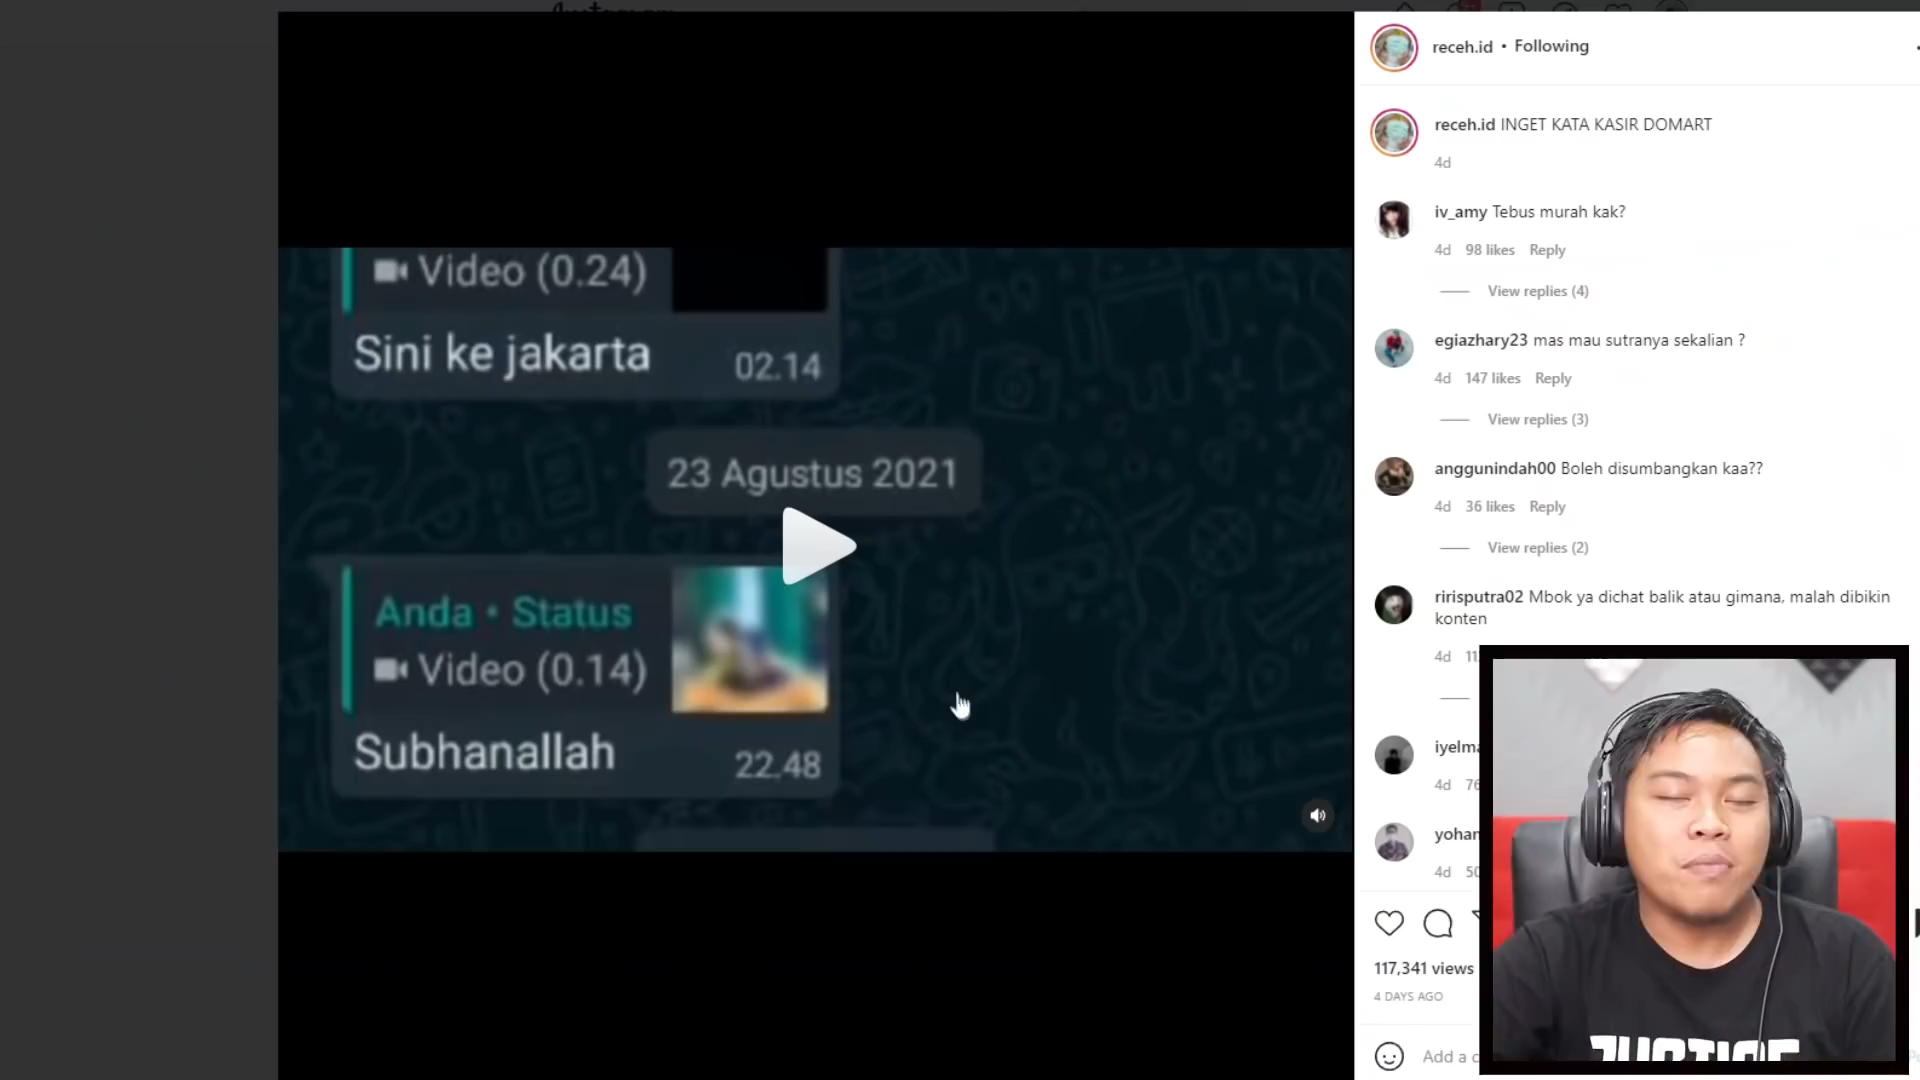 receh.id • Following
receh.id INGET KATA KASIR DOMART
4d
iv_amy Tebus murah kak?
4d 98 likes Reply
View replies (4)
egiazhary23 mas mau sutranya sekalian ?
4d 147 likes Reply
View replies (3)
anggunindah00 Boleh disumbangkan kaa??
4d 36 likes Reply
View replies (2)
ririsputra02 Mbok ya dichat balik atau gimana, malah dibikin
konten
4d
4d
4d
117,341 views
4 DAYS AGO
Add a
Video (0.24)
Sini ke jakarta 02.14
23 Agustus 2021
Anda • Status
Video (0.14)
Subhanallah 22.48